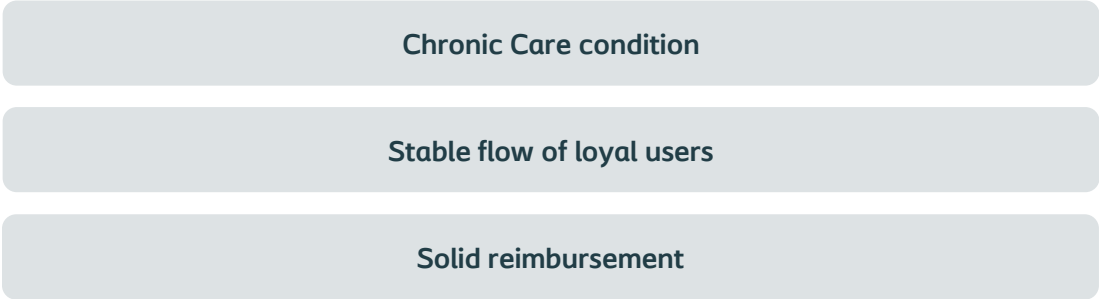 Chronic Care condition
Stable flow of loyal users
Solid reimbursement